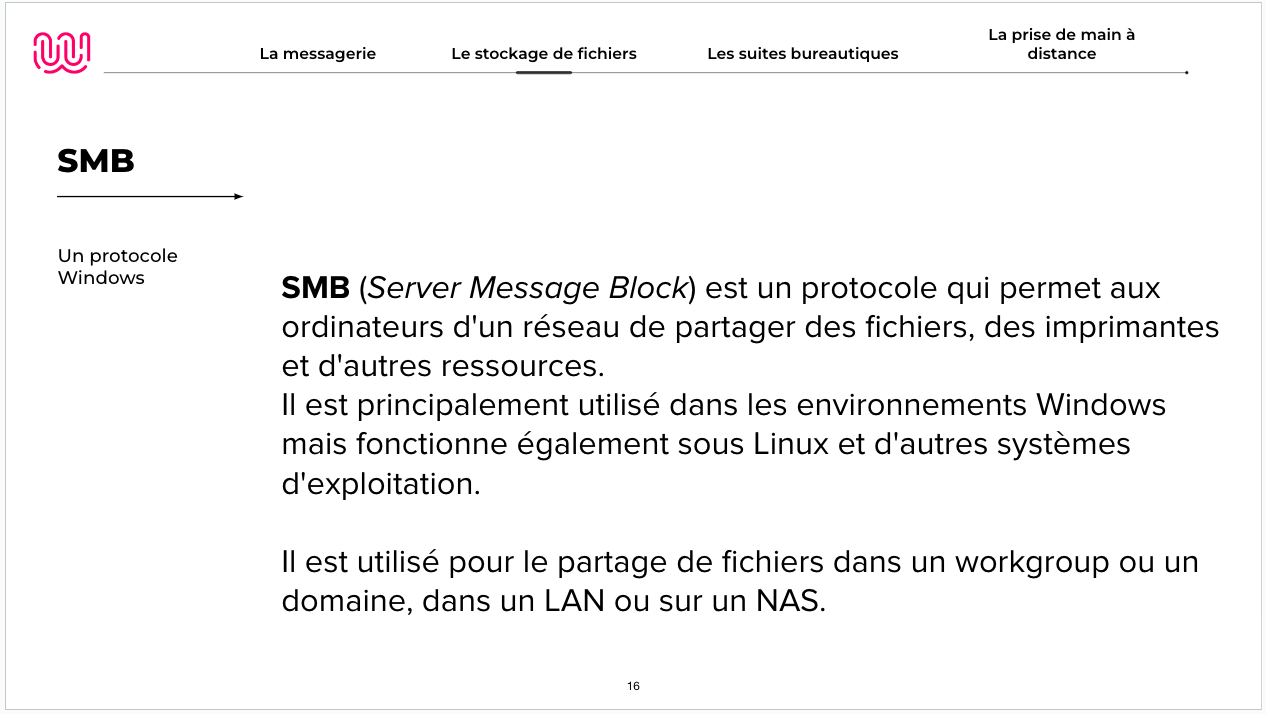 La messagerie
Le stockage de fichiers
Les suites bureautiques
La prise de main à
distance
SMB
Un protocole
Windows
SMB (Server Message Block) est un protocole qui permet aux
ordinateurs d'un réseau de partager des fichiers, des imprimantes
et d'autres ressources.
Il est principalement utilisé dans les environnements Windows
mais fonctionne également sous Linux et d'autres systèmes
d'exploitation.
Il est utilisé pour le partage de fichiers dans un workgroup ou un
domaine, dans un LAN ou sur un NAS.
16